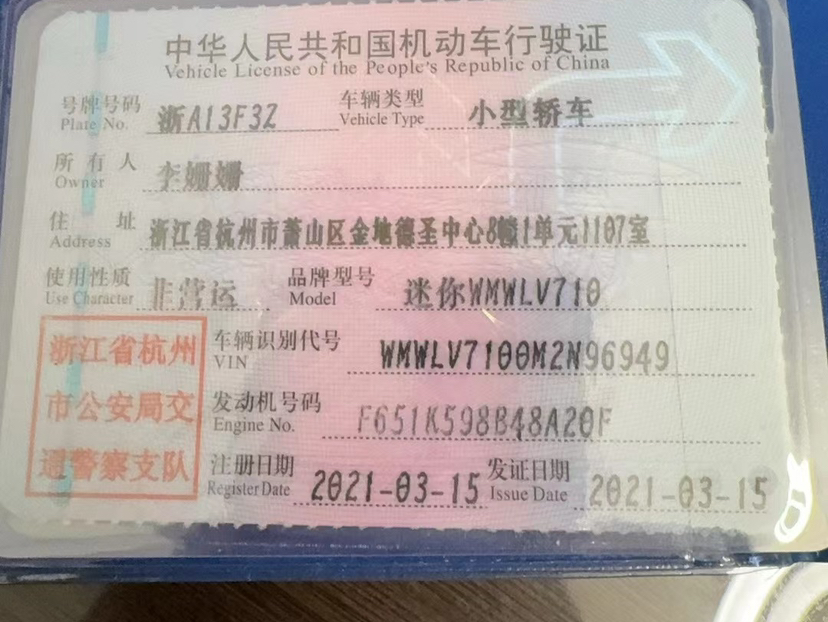 中华人民共和国机动车行驶证
Vehicle License of the People's Republic of China
号牌号码 浙A13F3Z 车辆类型 小型轿车
Plate No. Vehicle Type
所有人 李姗姗
Owner
住址 浙江省杭州市萧山区金地德圣中心8幢1单元1107室
Address
使用性质 非营运 品牌型号 迷你WMWLV710
Use Character Model
浙江省杭州 车辆识别代号 WMWLV7100M2N96949
VIN
市公安局交 发动机号码 F651K598B48A20F
Engine No.
通警察支队 注册日期 2021-03-15 发证日期 2021-03-15
Register Date Issue Date